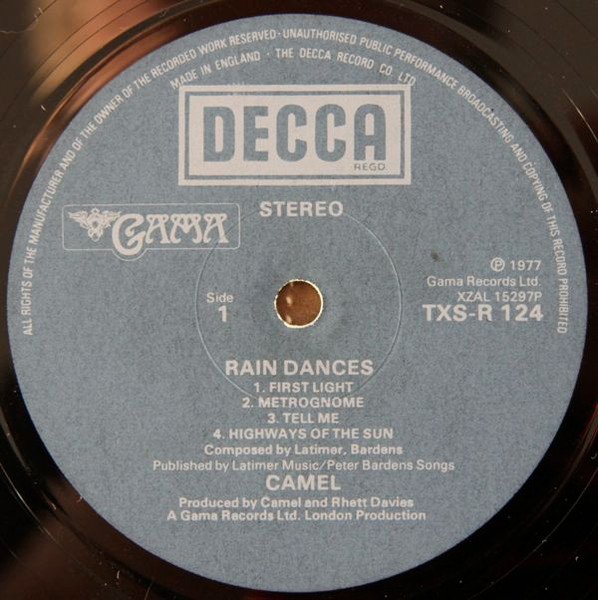 ALL RIGHTS OF THE MANUFACTURER AND OF THE OWNER OF THE RECORDED WORK RESERVED · UNAUTHORISED PUBLIC PERFORMANCE BROADCASTING AND COPYING OF THIS RECORD PROHIBITED
MADE IN ENGLAND · THE DECCA RECORD CO. LTD.
DECCA
REGD.
STEREO
GAMA
℗ 1977
Gama Records Ltd.
XZAL 15297P
TXS-R 124
Side
1
RAIN DANCES
1. FIRST LIGHT
2. METROGNOME
3. TELL ME
4. HIGHWAYS OF THE SUN
Composed by Latimer, Bardens
Published by Latimer Music/Peter Bardens Songs
CAMEL
Produced by Camel and Rhett Davies
A Gama Records Ltd. London Production